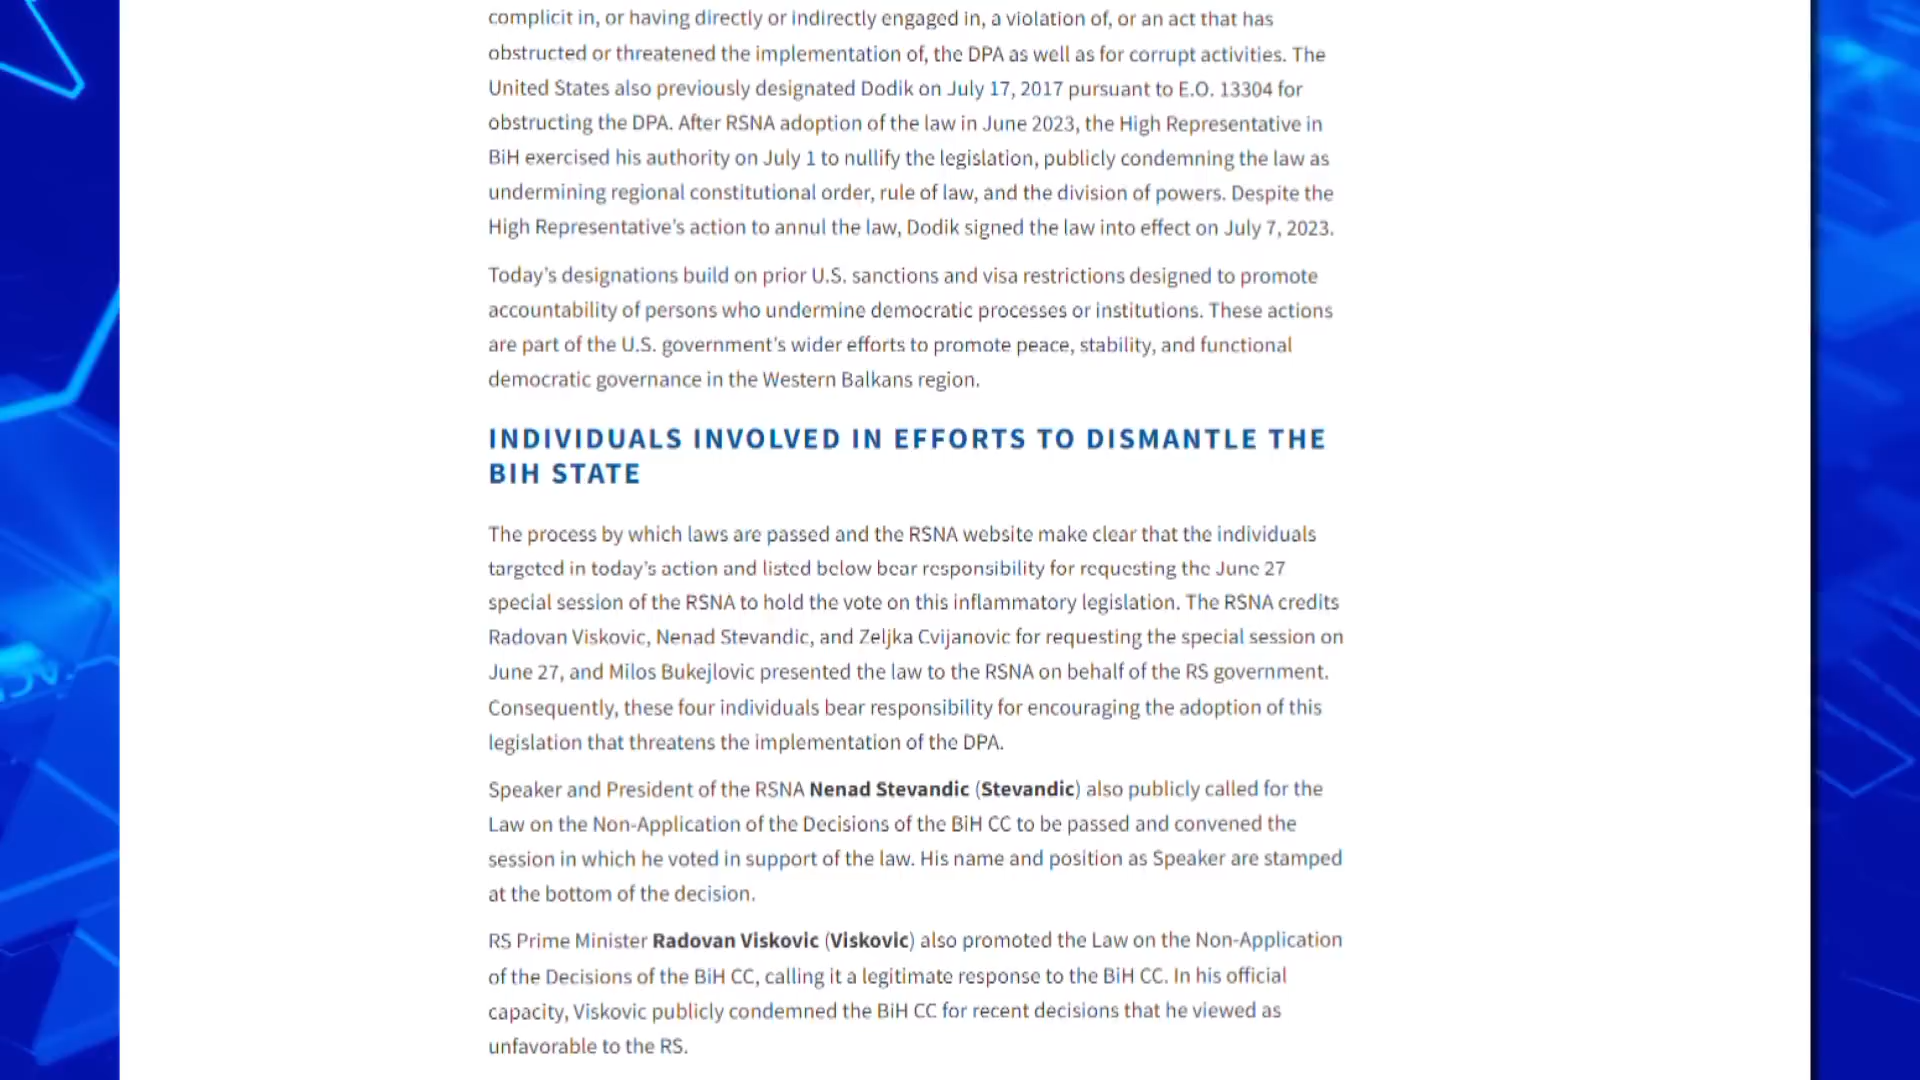 complicit in, or having directly or indirectly engaged in, a violation of, or an act that has
obstructed or threatened the implementation of, the DPA as well as for corrupt activities. The
United States also previously designated Dodik on July 17, 2017 pursuant to E.O. 13304 for
obstructing the DPA. After RSNA adoption of the law in June 2023, the High Representative in
BiH exercised his authority on July 1 to nullify the legislation, publicly condemning the law as
undermining regional constitutional order, rule of law, and the division of powers. Despite the
High Representative's action to annul the law, Dodik signed the law into effect on July 7, 2023.
Today's designations build on prior U.S. sanctions and visa restrictions designed to promote
accountability of persons who undermine democratic processes or institutions. These actions
are part of the U.S. government's wider efforts to promote peace, stability, and functional
democratic governance in the Western Balkans region.
INDIVIDUALS INVOLVED IN EFFORTS TO DISMANTLE THE
BIH STATE
The process by which laws are passed and the RSNA website make clear that the individuals
targeted in today's action and listed below bear responsibility for requesting the June 27
special session of the RSNA to hold the vote on this inflammatory legislation. The RSNA credits
Radovan Viskovic, Nenad Stevandic, and Zeljka Cvijanovic for requesting the special session on
June 27, and Milos Bukejlovic presented the law to the RSNA on behalf of the RS government.
Consequently, these four individuals bear responsibility for encouraging the adoption of this
legislation that threatens the implementation of the DPA.
Speaker and President of the RSNA Nenad Stevandic (Stevandic) also publicly called for the
Law on the Non-Application of the Decisions of the BiH CC to be passed and convened the
session in which he voted in support of the law. His name and position as Speaker are stamped
at the bottom of the decision.
RS Prime Minister Radovan Viskovic (Viskovic) also promoted the Law on the Non-Application
of the Decisions of the BiH CC, calling it a legitimate response to the BiH CC. In his official
capacity, Viskovic publicly condemned the BiH CC for recent decisions that he viewed as
unfavorable to the RS.